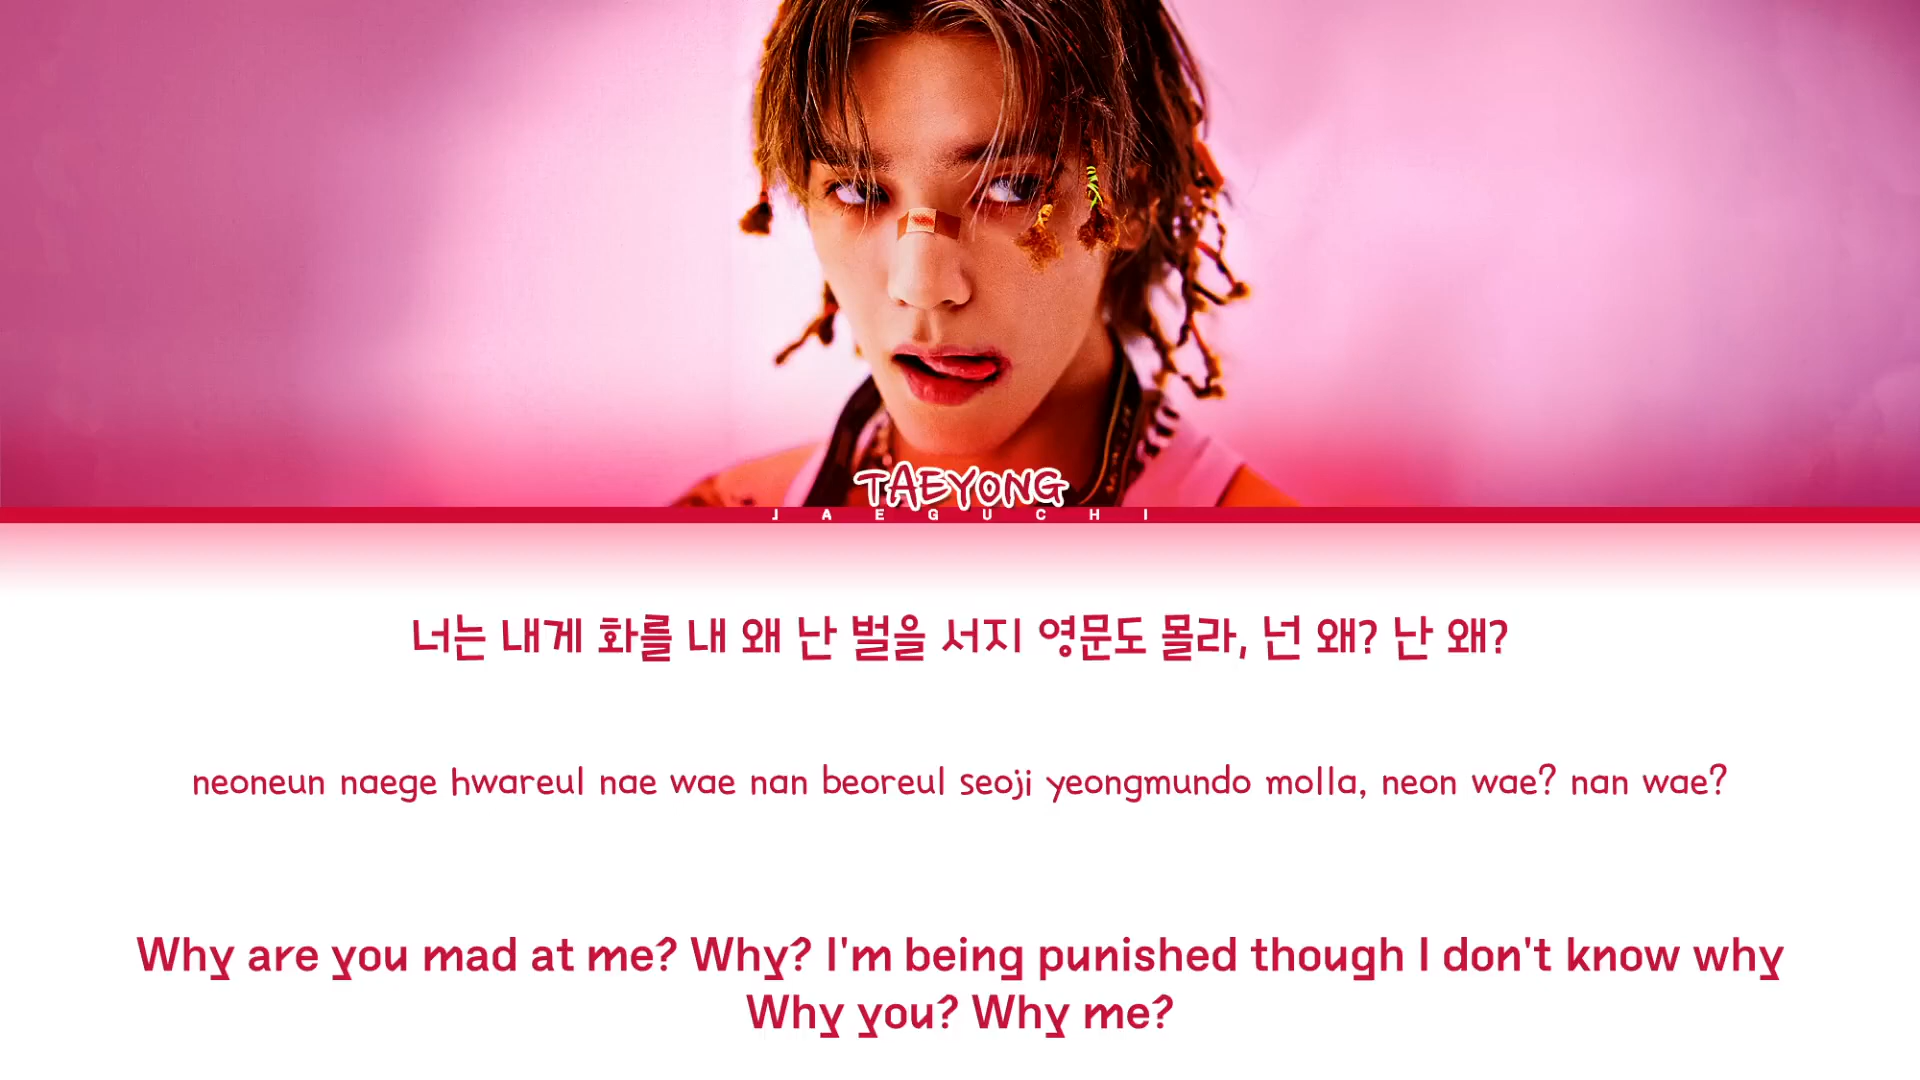 TAEYONG
JAEGUCHI
너는 내게 화를 내 왜 난 벌을 서지 영문도 몰라, 넌 왜? 난 왜?
neoneun naege hwareul nae wae nan beoreul seoji yeongmundo molla, neon wae? nan wae?
Why are you mad at me? Why? I'm being punished though I don't know why
Why you? Why me?